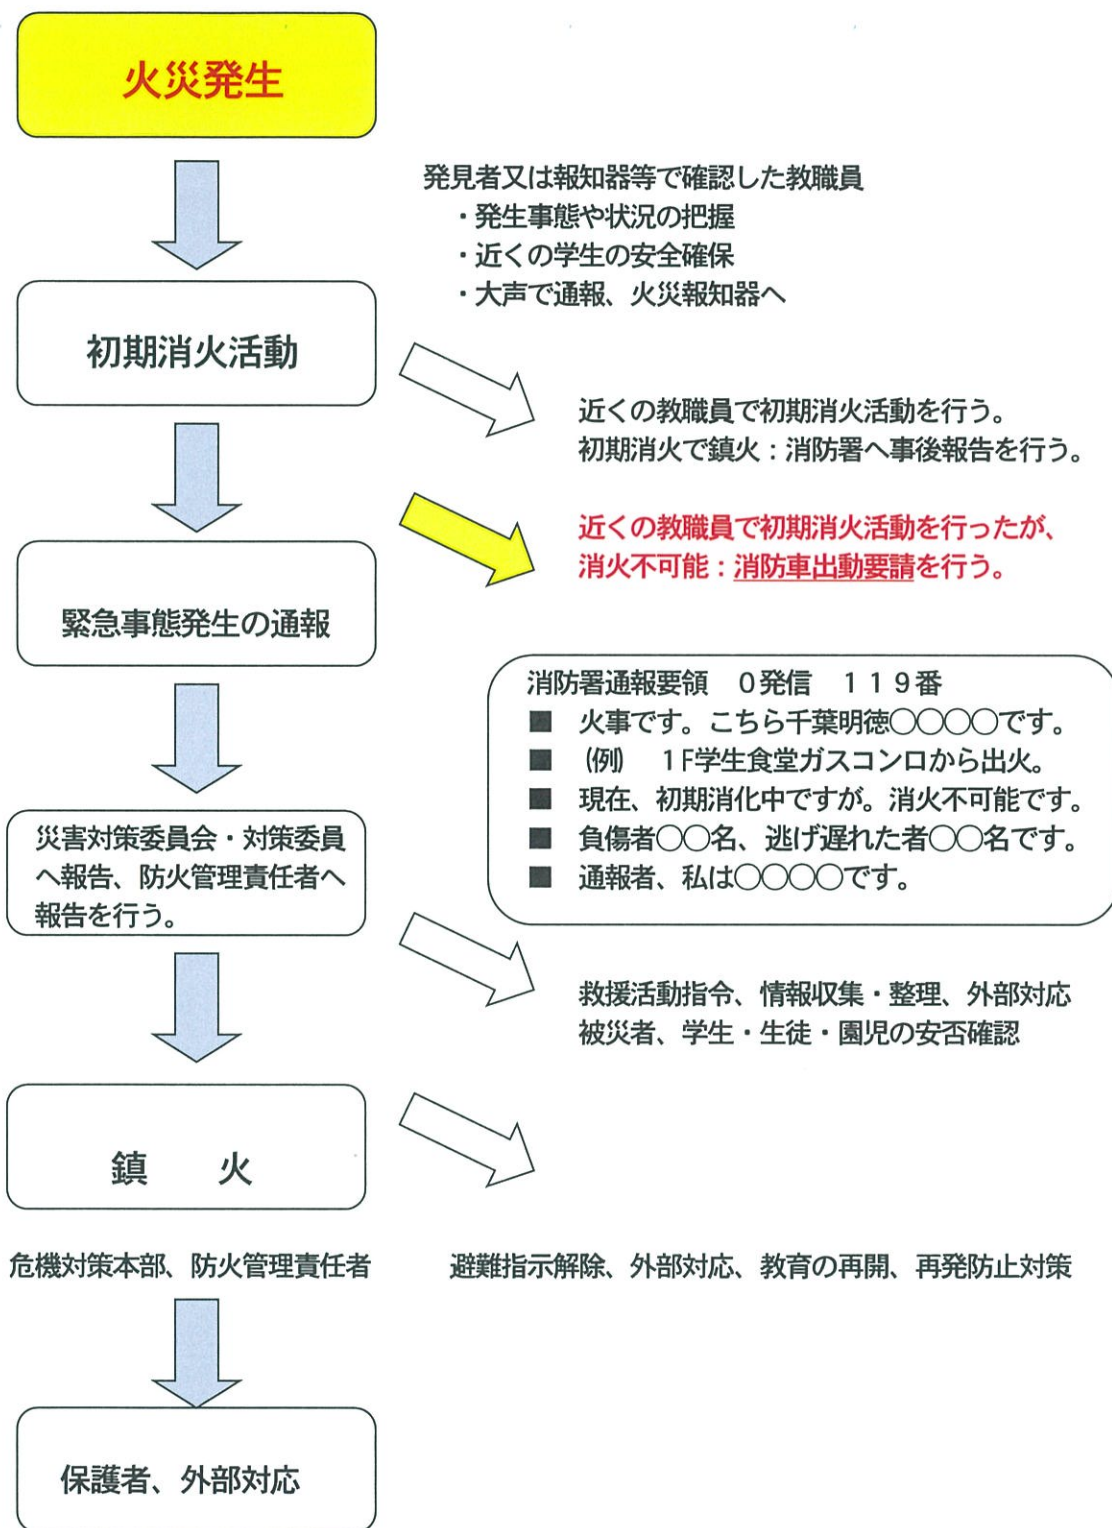 火災発生
発見者又は報知器等で確認した教職員
・発生事態や状況の把握
・近くの学生の安全確保
・大声で通報、火災報知器へ
初期消火活動
近くの教職員で初期消火活動を行う。
初期消火で鎮火：消防署へ事後報告を行う。
近くの教職員で初期消火活動を行ったが、
消火不可能：消防車出動要請を行う。
緊急事態発生の通報
消防署通報要領　０発信　１１９番
■　火事です。こちら千葉明徳〇〇〇〇です。
■　(例)　１F学生食堂ガスコンロから出火。
■　現在、初期消化中ですが。消火不可能です。
■　負傷者〇〇名、逃げ遅れた者〇〇名です。
■　通報者、私は〇〇〇〇です。
災害対策委員会・対策委員
へ報告、防火管理責任者へ
報告を行う。
救援活動指令、情報収集・整理、外部対応
被災者、学生・生徒・園児の安否確認
鎮　　火
危機対策本部、防火管理責任者
避難指示解除、外部対応、教育の再開、再発防止対策
保護者、外部対応